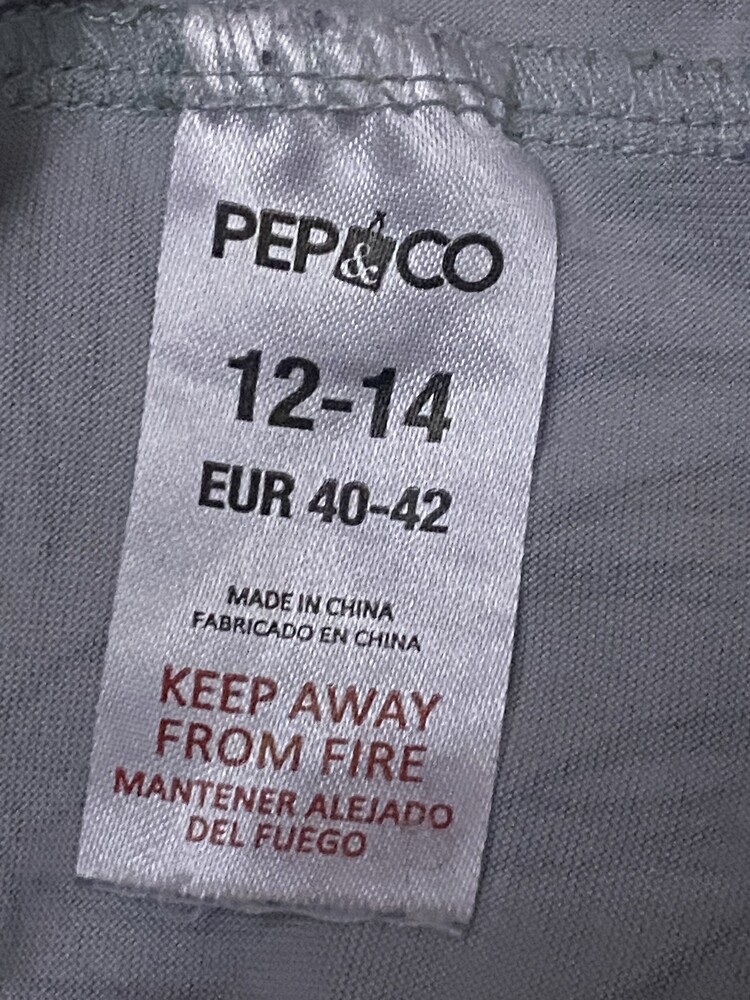 PEP&CO
12-14
EUR 40-42
MADE IN CHINA
FABRICADO EN CHINA
KEEP AWAY
FROM FIRE
MANTENER ALEJADO
DEL FUEGO